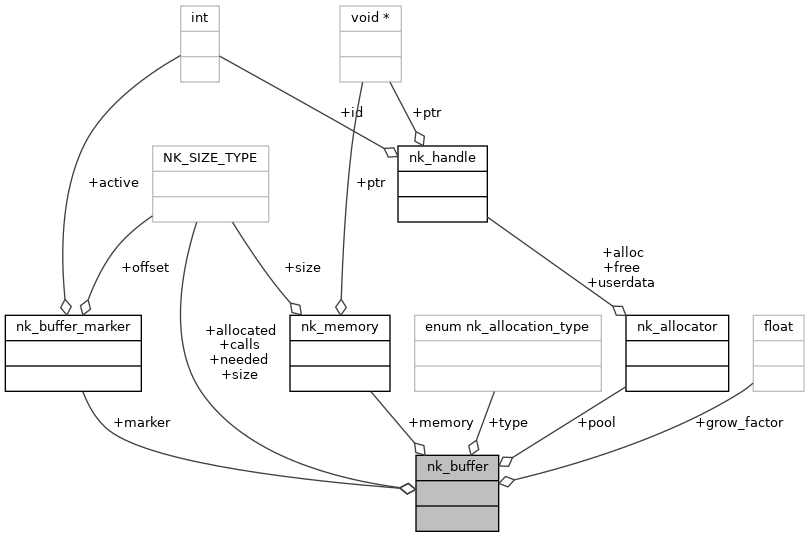 int
void *
+id
+ptr
NK_SIZE_TYPE
nk_handle
+active
+ptr
+offset
+size
+alloc
+free
+userdata
nk_buffer_marker
+allocated
+calls
+needed
+size
nk_memory
enum nk_allocation_type
nk_allocator
float
+marker
+memory
+type
+pool
+grow_factor
nk_buffer